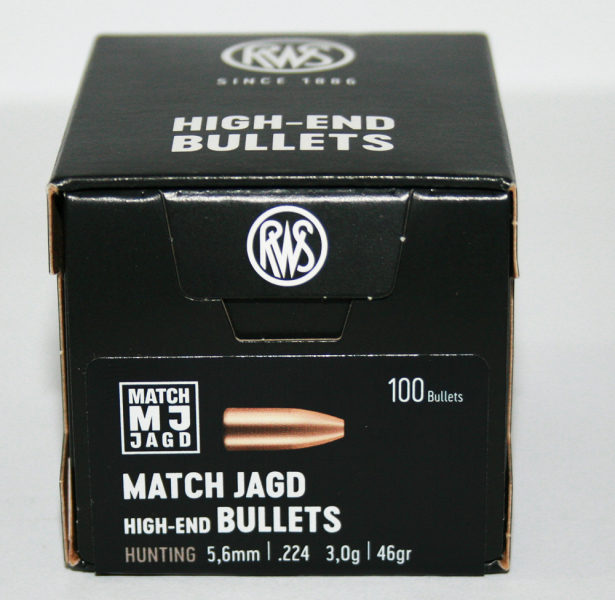 RWS
SINCE 1886
HIGH-END
BULLETS
RWS
100 Bullets
MATCH
MJ
JAGD
MATCH JAGD
HIGH-END BULLETS
HUNTING 5,6mm | .224 3,0g | 46gr